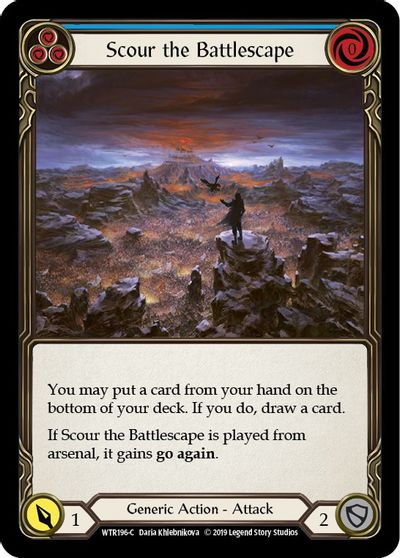 Scour the Battlescape
0
You may put a card from your hand on the
bottom of your deck. If you do, draw a card.
If Scour the Battlescape is played from
arsenal, it gains go again.
1
Generic Action - Attack
2
WTR196-C Daria Khlebnikova © 2019 Legend Story Studios